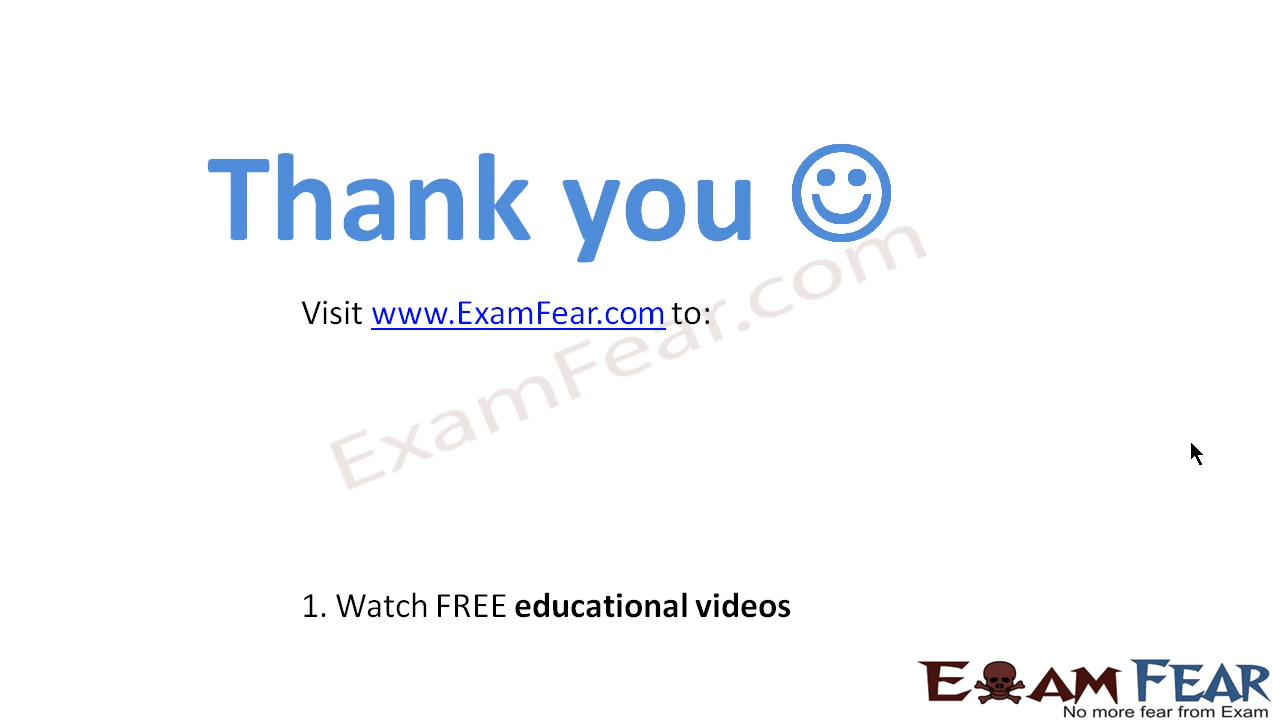 Thank you
Visit www.ExamFear.com to:
ExamFear.com
1. Watch FREE educational videos
EXAM FEAR
No more fear from Exam